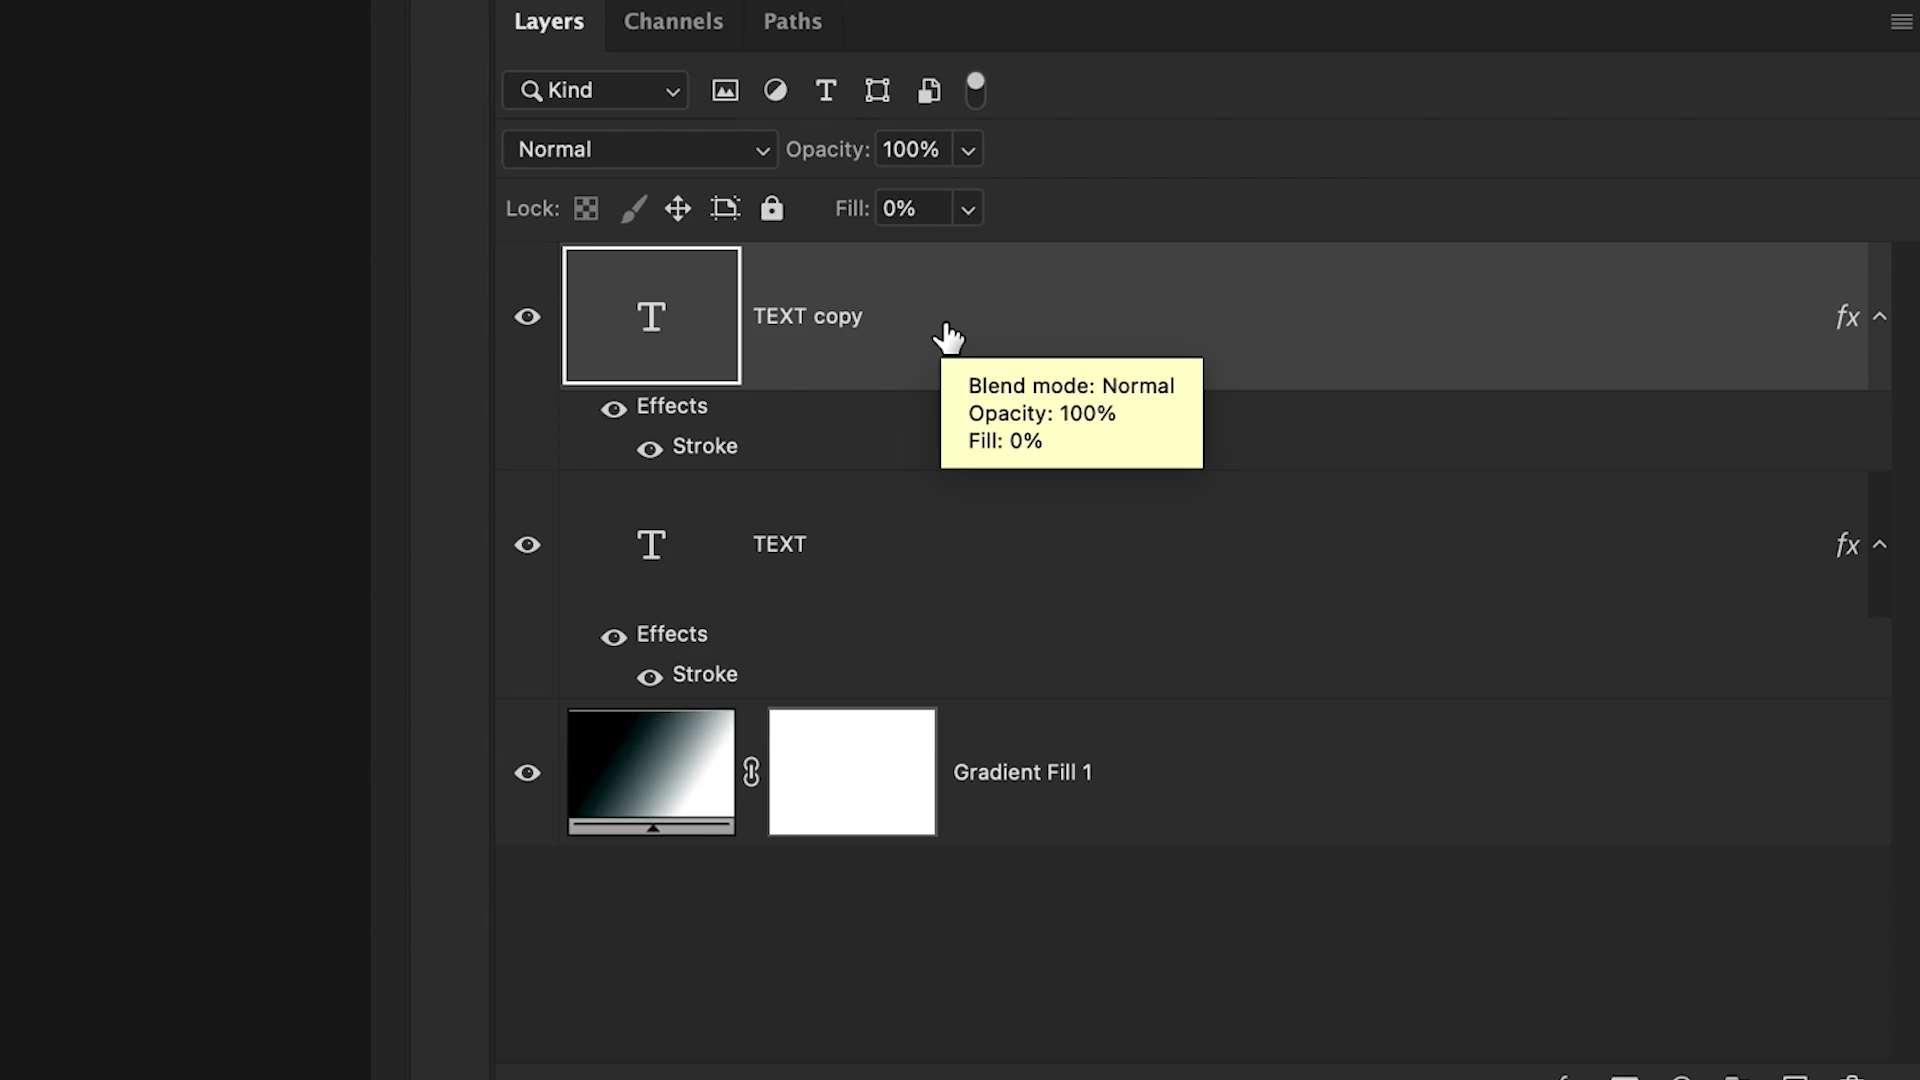 Layers Channels Paths
Kind
Normal Opacity: 100%
Lock: Fill: 0%
T TEXT copy fx
Blend mode: Normal
Opacity: 100%
Fill: 0%
Effects
Stroke
T TEXT fx
Effects
Stroke
Gradient Fill 1